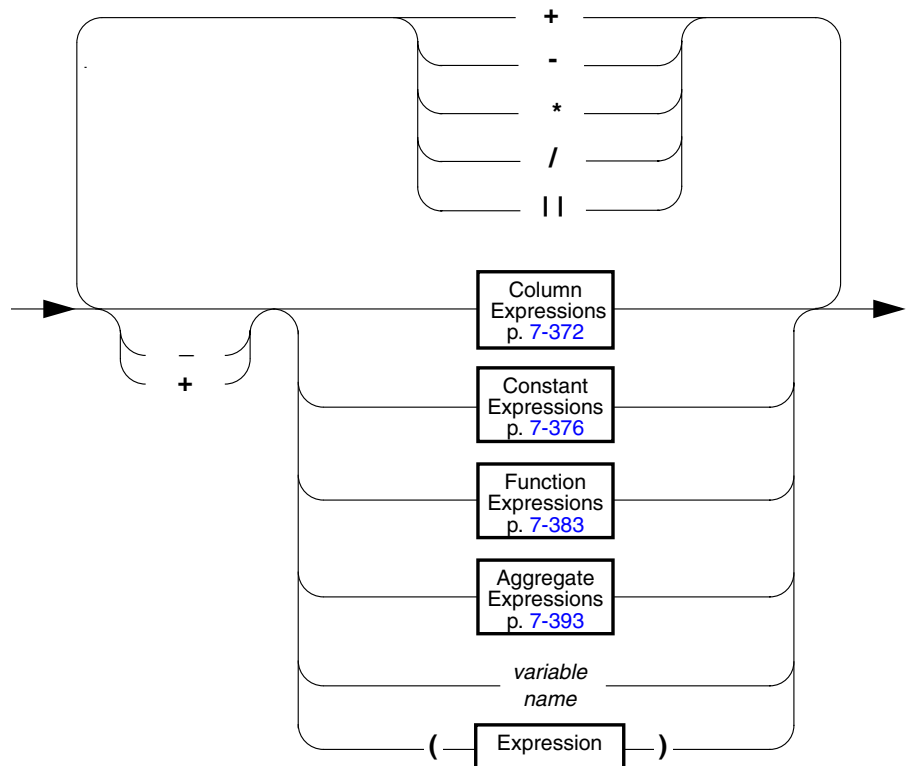 +
-
*
/
||
Column
Expressions
p. 7-372
–
+
Constant
Expressions
p. 7-376
Function
Expressions
p. 7-383
Aggregate
Expressions
p. 7-393
variable
name
( Expression )